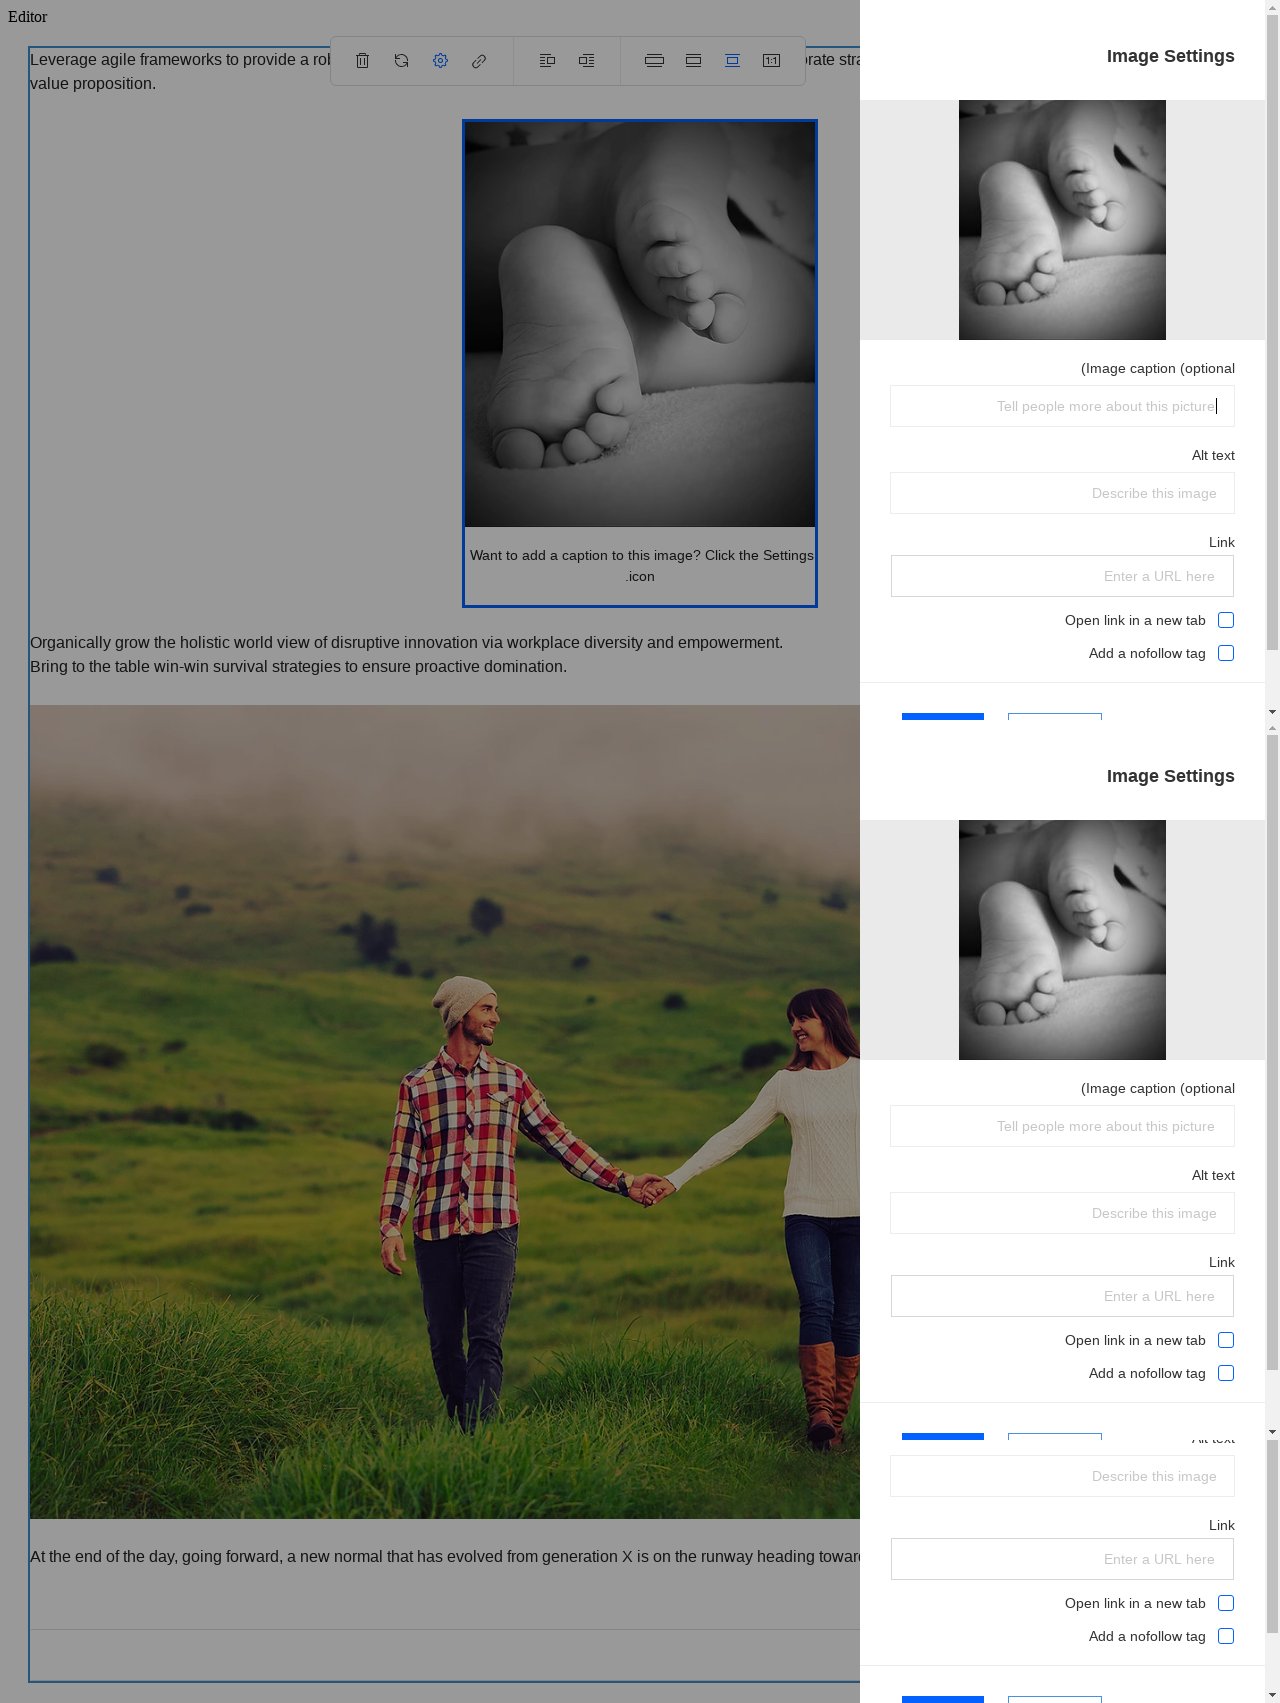 Editor
Leverage agile frameworks to provide a rob
orate stra
value proposition.
1:1
Want to add a caption to this image? Click the Settings
.icon
Organically grow the holistic world view of disruptive innovation via workplace diversity and empowerment.
Bring to the table win-win survival strategies to ensure proactive domination.
At the end of the day, going forward, a new normal that has evolved from generation X is on the runway heading towar
Image Settings
(Image caption (optional
Tell people more about this picture
Alt text
Describe this image
Link
Enter a URL here
Open link in a new tab
Add a nofollow tag
Image Settings
(Image caption (optional
Tell people more about this picture
Alt text
Describe this image
Link
Enter a URL here
Open link in a new tab
Add a nofollow tag
Alt text
Describe this image
Link
Enter a URL here
Open link in a new tab
Add a nofollow tag